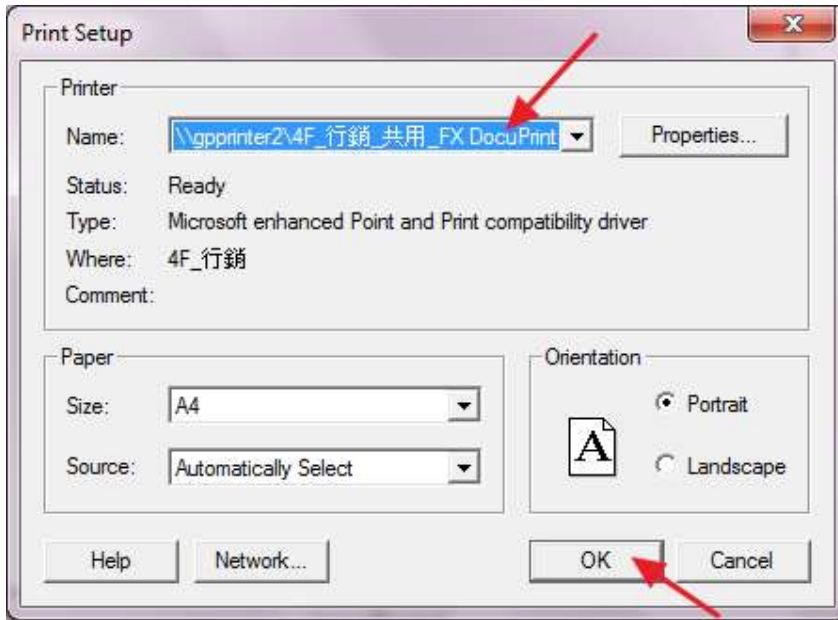 Print Setup
Printer
Name: \\gpprinter2\4F_行銷_共用_FX DocuPrint Properties...
Status: Ready
Type: Microsoft enhanced Point and Print compatibility driver
Where: 4F_行銷
Comment:
Paper Orientation
Size: A4 Portrait
A
Source: Automatically Select Landscape
Help Network... OK Cancel